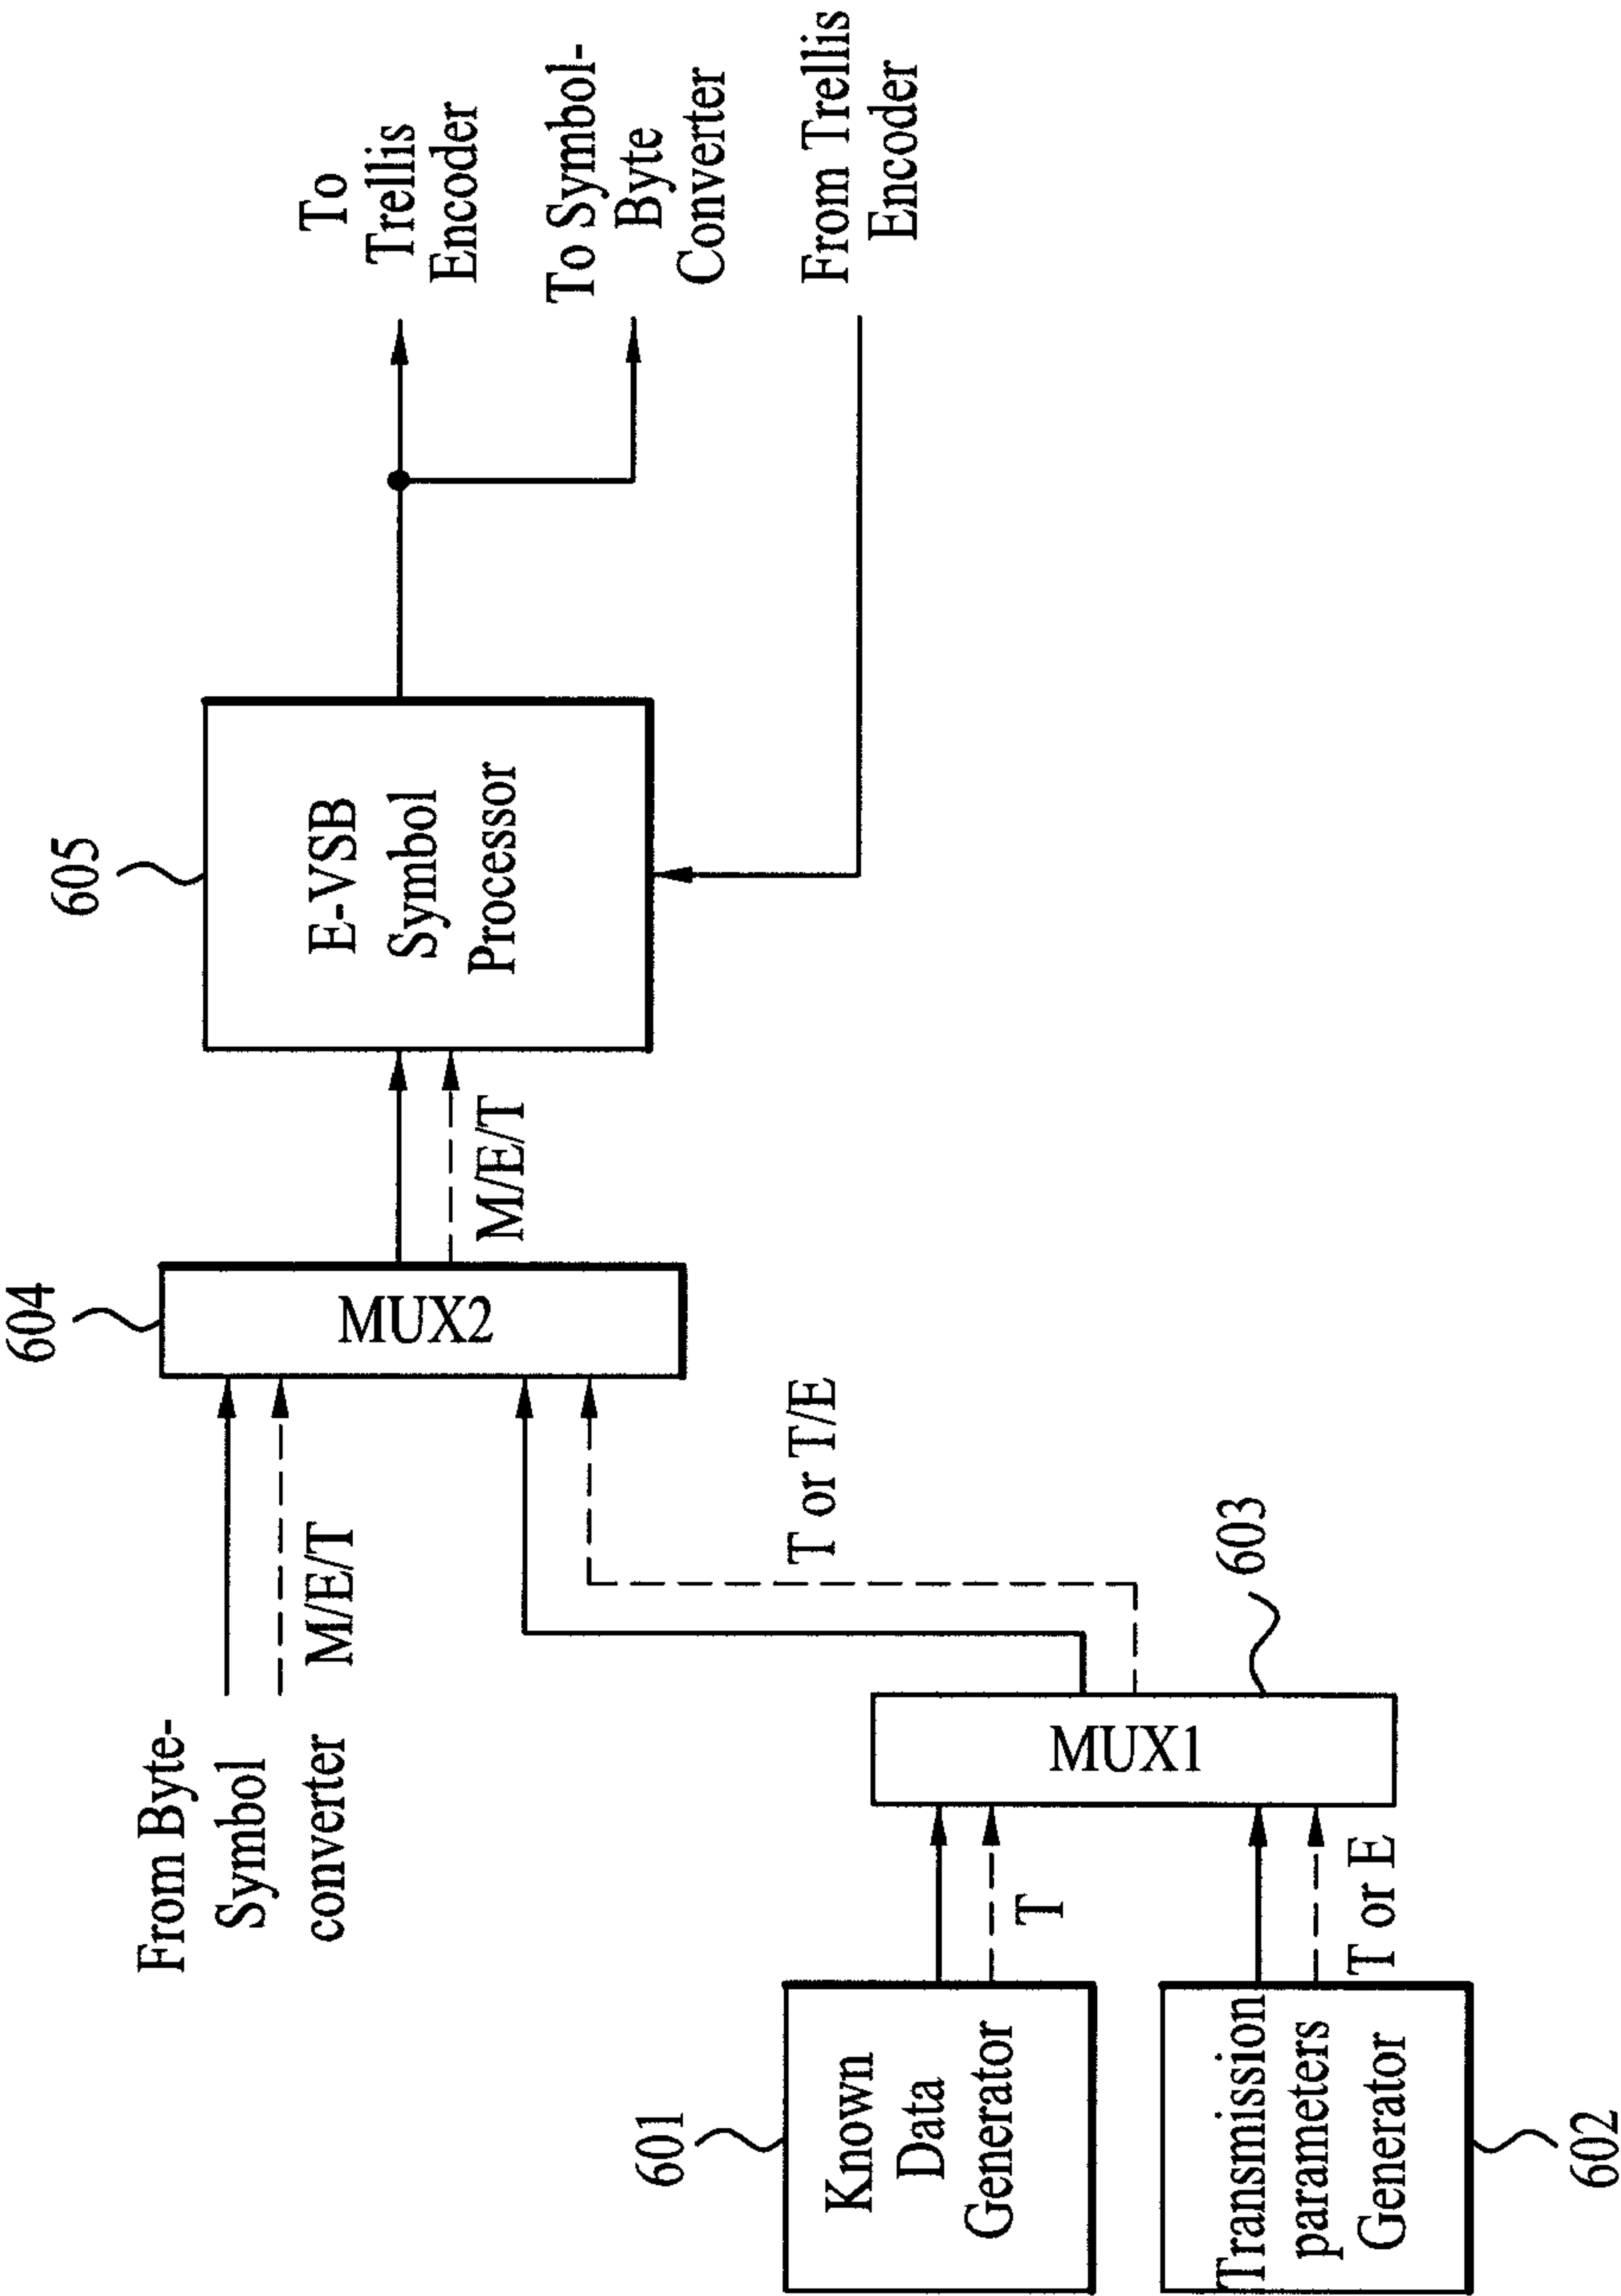 605
604
E-VSB
Symbol
Processor
MUX2
M/E/T
To
Trellis
Encoder
To Symbol-
Byte
Converter
From Trellis
Encoder
From Byte-
Symbol
converter
M/E/T
T or T/E
603
MUX1
601
Known
Data
Generator
T
Transmission
parameters
Generator
T or E
602